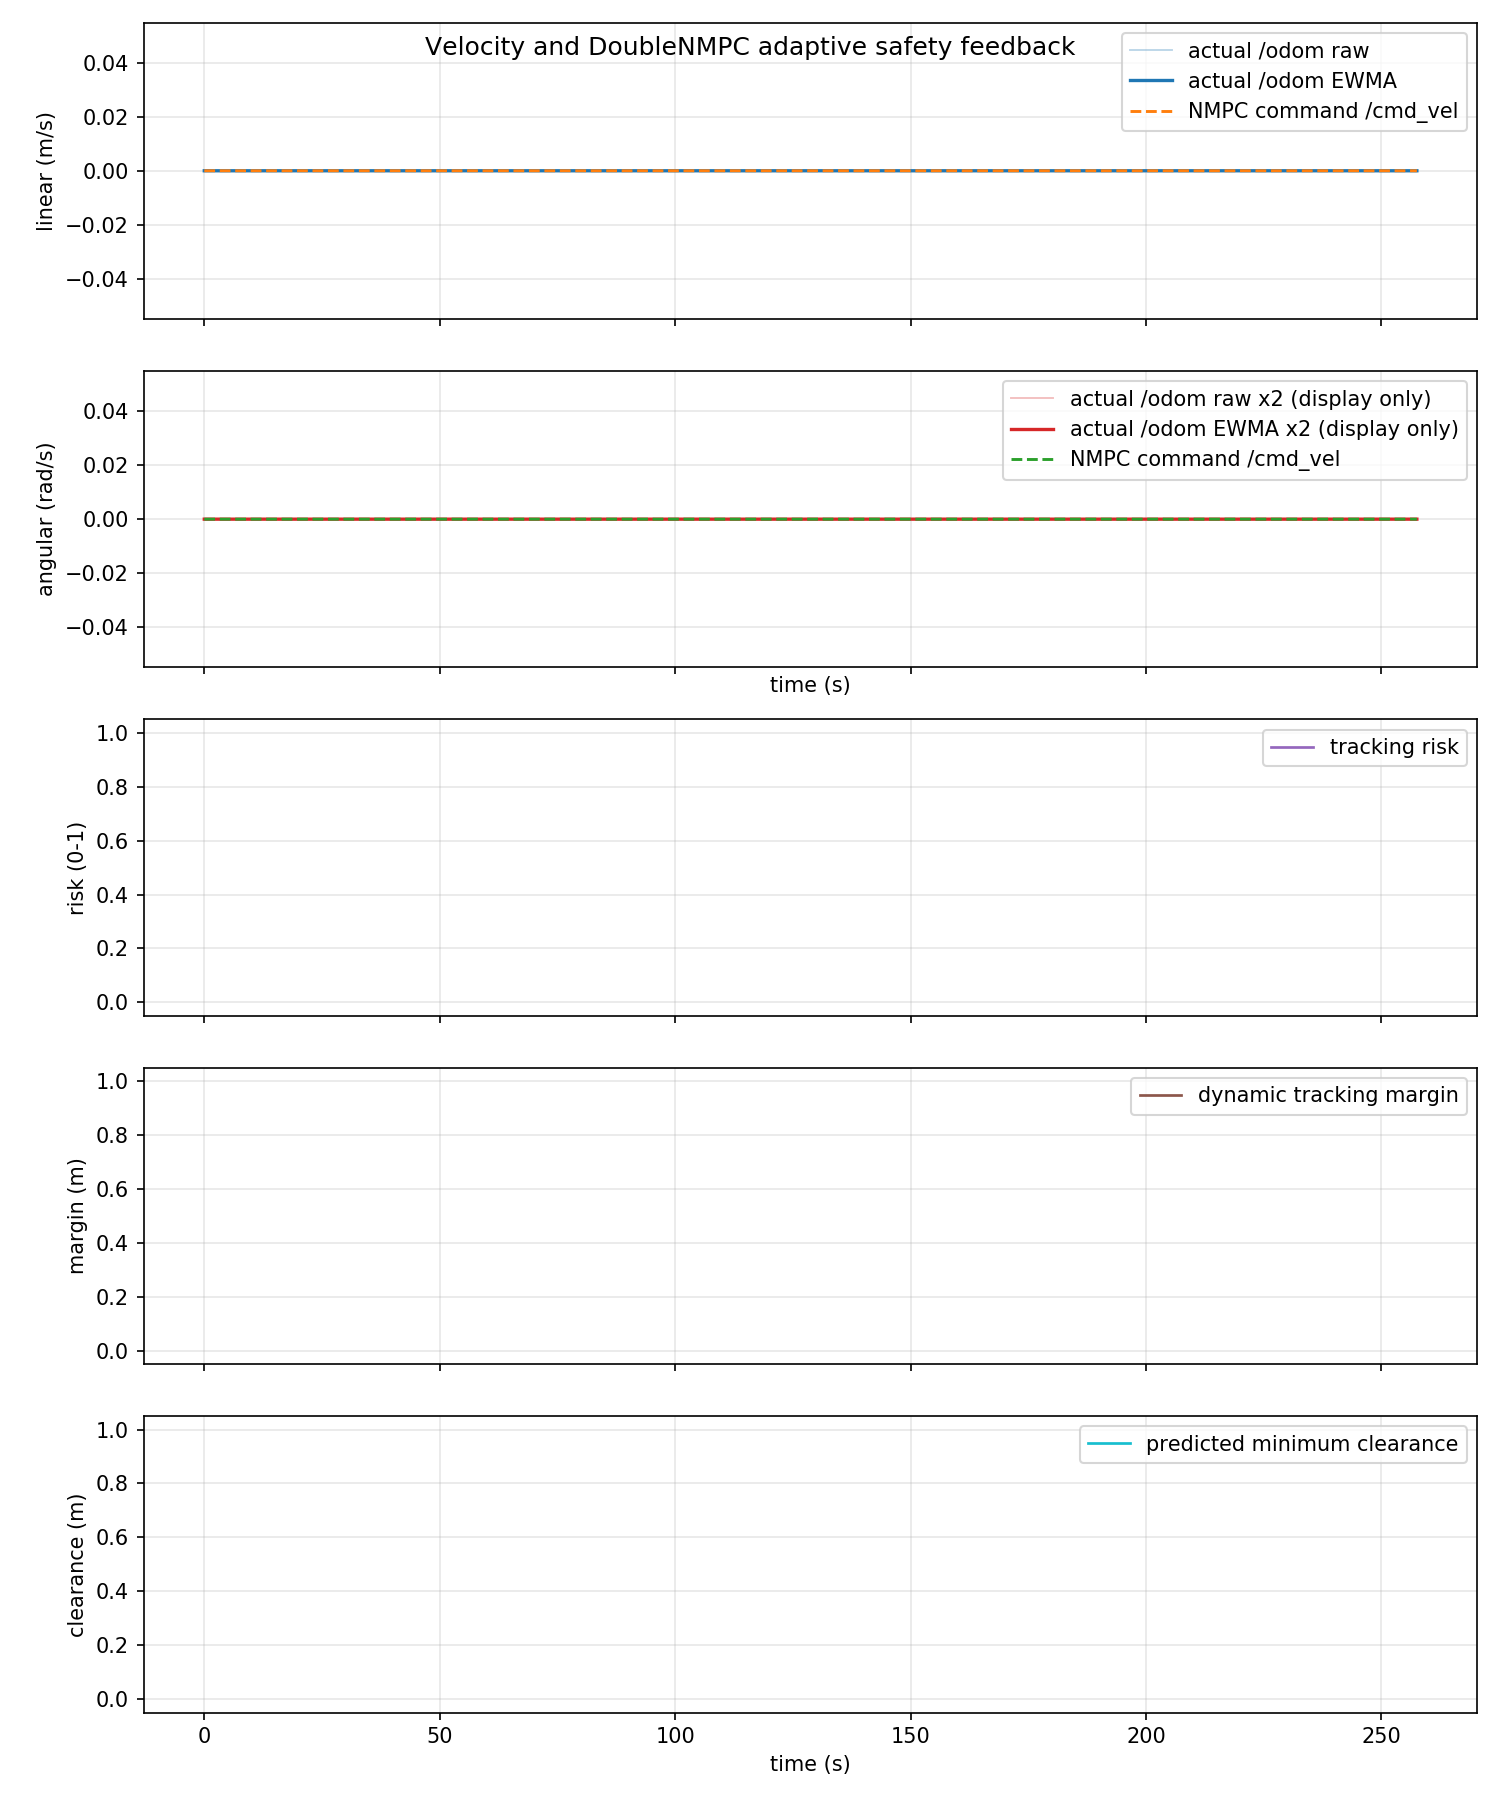 Velocity and DoubleNMPC adaptive safety feedback
actual /odom raw
actual /odom EWMA
NMPC command /cmd_vel
linear (m/s)
0.04
0.02
0.00
−0.02
−0.04
actual /odom raw x2 (display only)
actual /odom EWMA x2 (display only)
NMPC command /cmd_vel
angular (rad/s)
0.04
0.02
0.00
−0.02
−0.04
time (s)
tracking risk
risk (0-1)
1.0
0.8
0.6
0.4
0.2
0.0
dynamic tracking margin
margin (m)
1.0
0.8
0.6
0.4
0.2
0.0
predicted minimum clearance
clearance (m)
1.0
0.8
0.6
0.4
0.2
0.0
0 50 100 150 200 250
time (s)